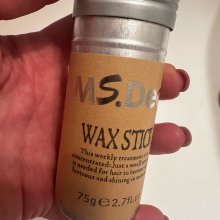 MS.De
WAX STICK
This weekly treatment
concentrated: Just a small
is needed for hair to become
lustrous and shining in
75g e 2.7fl.o